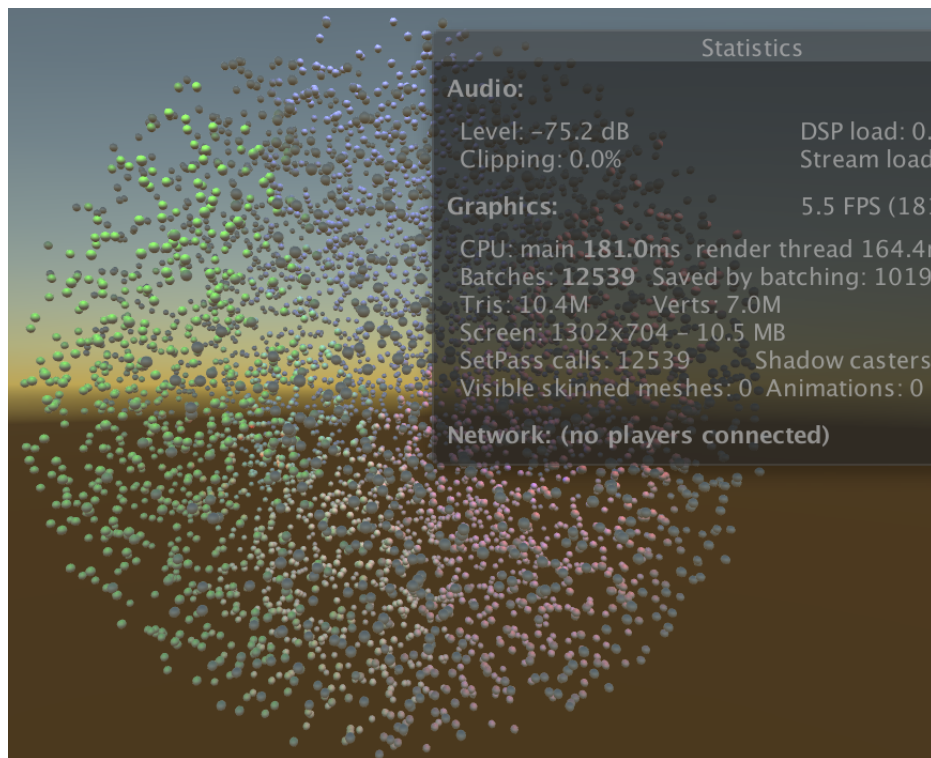 Statistics
Audio:
Level: -75.2 dB DSP load: 0.
Clipping: 0.0% Stream load
Graphics: 5.5 FPS (181
CPU: main 181.0ms render thread 164.4
Batches: 12539 Saved by batching: 1019
Tris: 10.4M Verts: 7.0M
Screen: 1302x704 – 10.5 MB
SetPass calls: 12539 Shadow casters
Visible skinned meshes: 0 Animations: 0
Network: (no players connected)